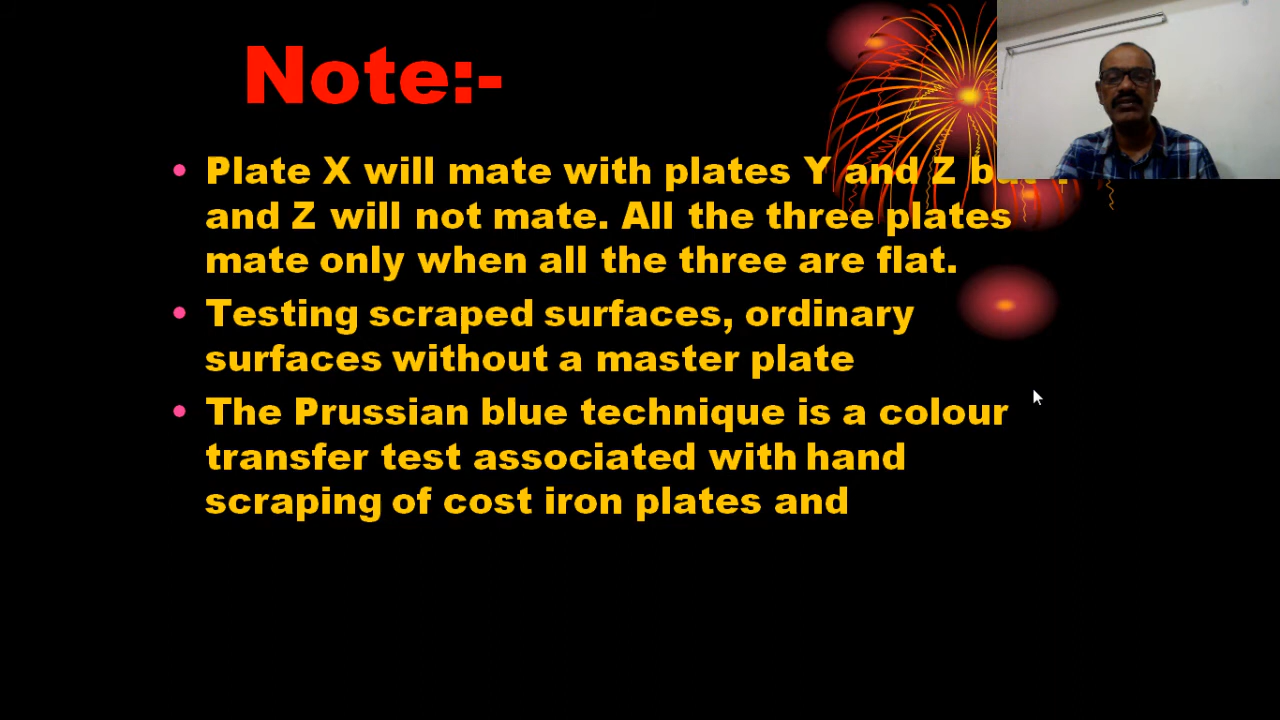 Note:-
• Plate X will mate with plates Y and Z but
and Z will not mate. All the three plates
mate only when all the three are flat.
• Testing scraped surfaces, ordinary
surfaces without a master plate
• The Prussian blue technique is a colour
transfer test associated with hand
scraping of cost iron plates and